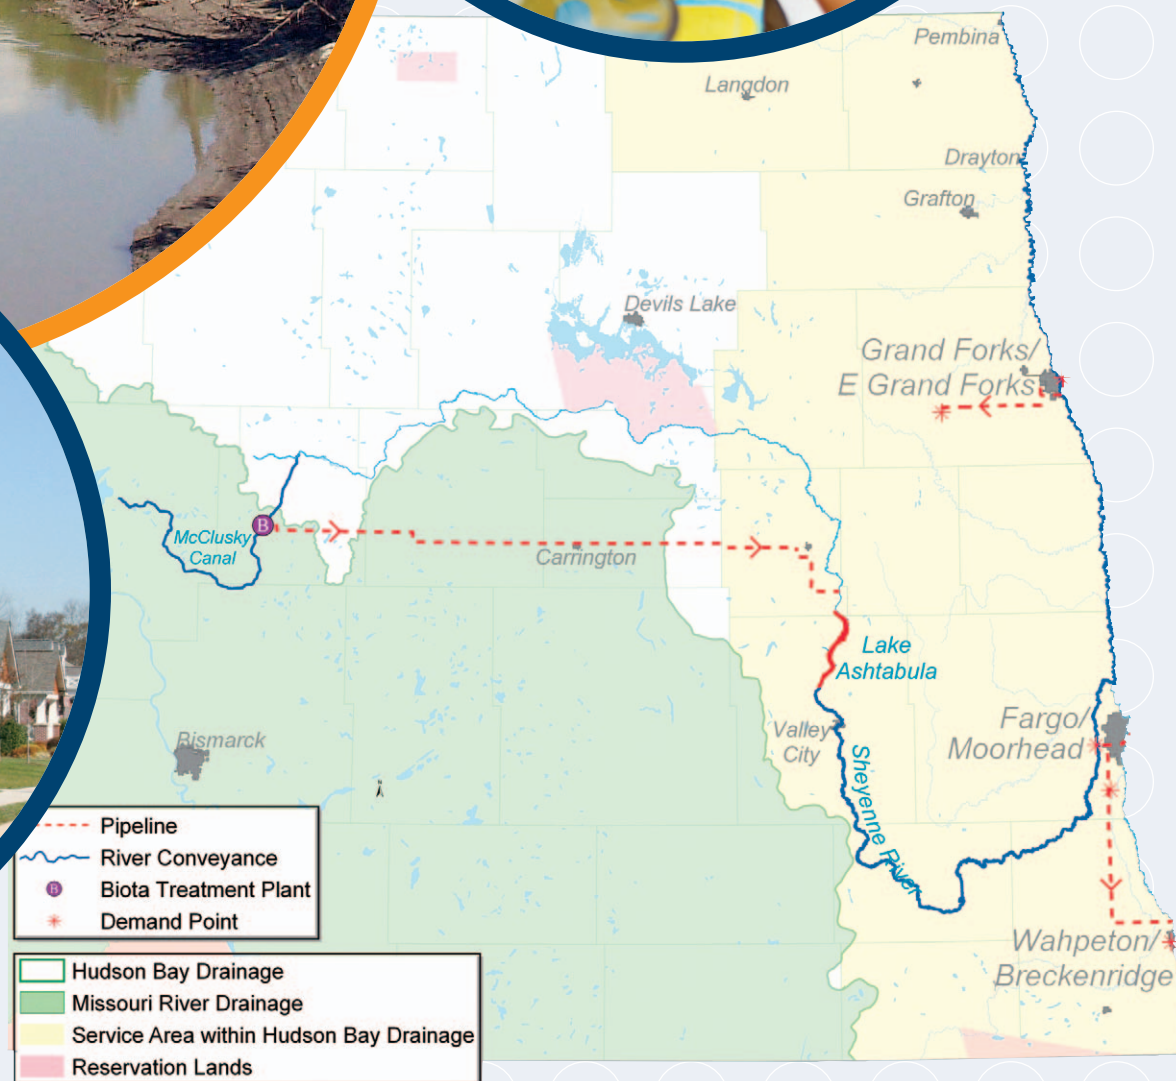 Pembina
Langdon
Drayton
Grafton
Devils Lake
Grand Forks/
E Grand Forks
B
McClusky
Canal
Carrington
Lake
Ashtabula
Fargo/
Moorhead
Valley
City
Sheyenne River
Bismarck
Wahpeton/
Breckenridge
Pipeline
River Conveyance
B Biota Treatment Plant
Demand Point
Hudson Bay Drainage
Missouri River Drainage
Service Area within Hudson Bay Drainage
Reservation Lands